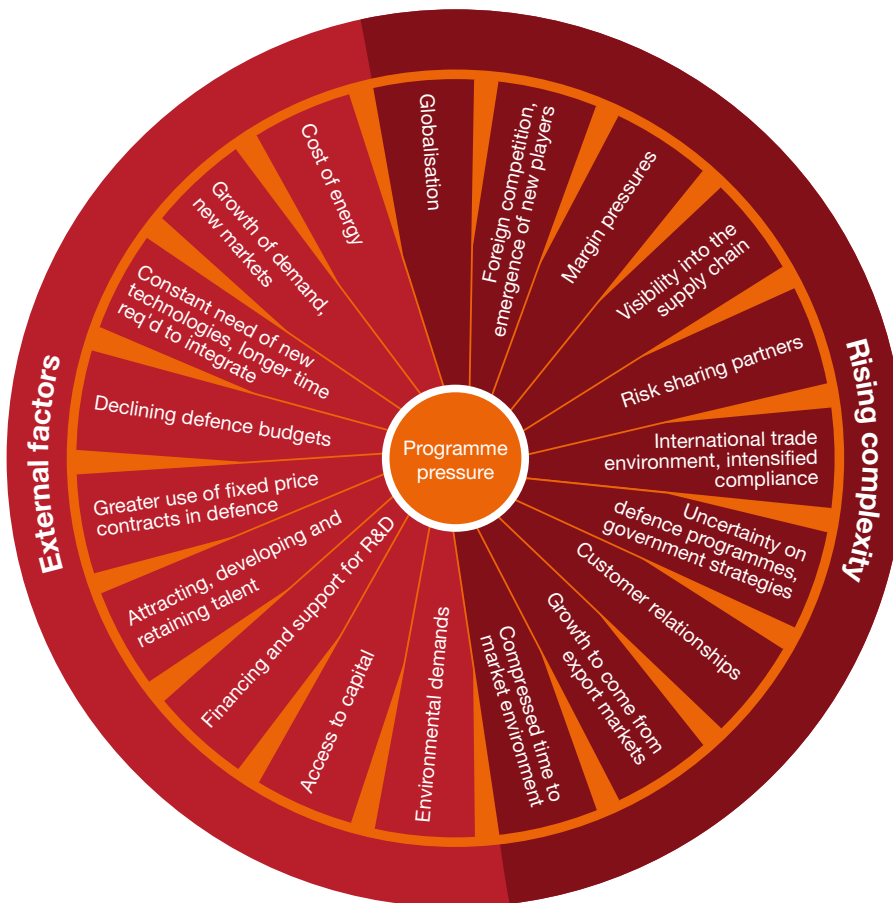 Globalisation
Foreign competition,
emergence of new players
Margin pressures
Visibility into the
supply chain
Risk sharing partners
International trade
environment, intensified
compliance
Uncertainty on
defence programmes,
government strategies
Customer relationships
Growth to come from
export markets
Compressed time to
market environment
Environmental demands
Access to capital
Financing and support for R&D
Attracting, developing and
retaining talent
Greater use of fixed price
contracts in defence
Declining defence budgets
Constant need of new
technologies, longer time
req'd to integrate
Growth of demand,
new markets
Cost of energy
Programme
pressure
External factors
Rising complexity